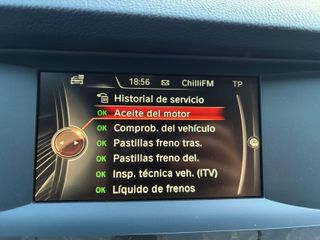 18:56 ChilliFM TP
Historial de servicio
OK Aceite del motor
OK Comprob. del vehículo
OK Pastillas freno tras.
OK Pastillas freno del.
OK Insp. técnica veh. (ITV)
OK Líquido de frenos